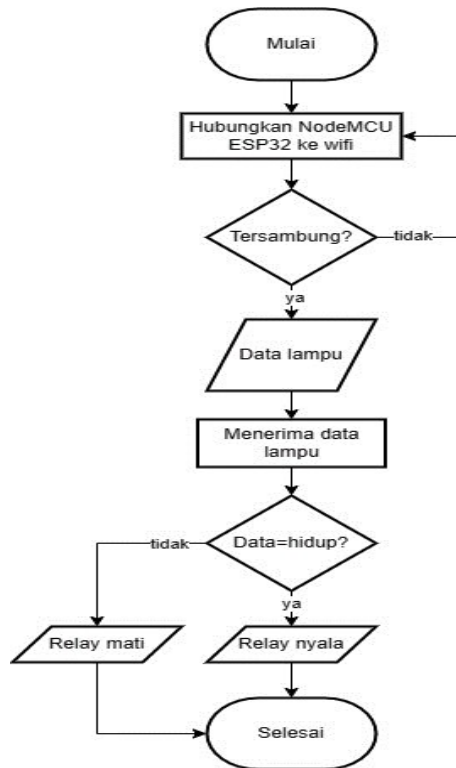 Mulai
Hubungkan NodeMCU
ESP32 ke wifi
Tersambung?
tidak
ya
Data lampu
Menerima data
lampu
tidak
Data=hidup?
ya
Relay mati
Relay nyala
Selesai